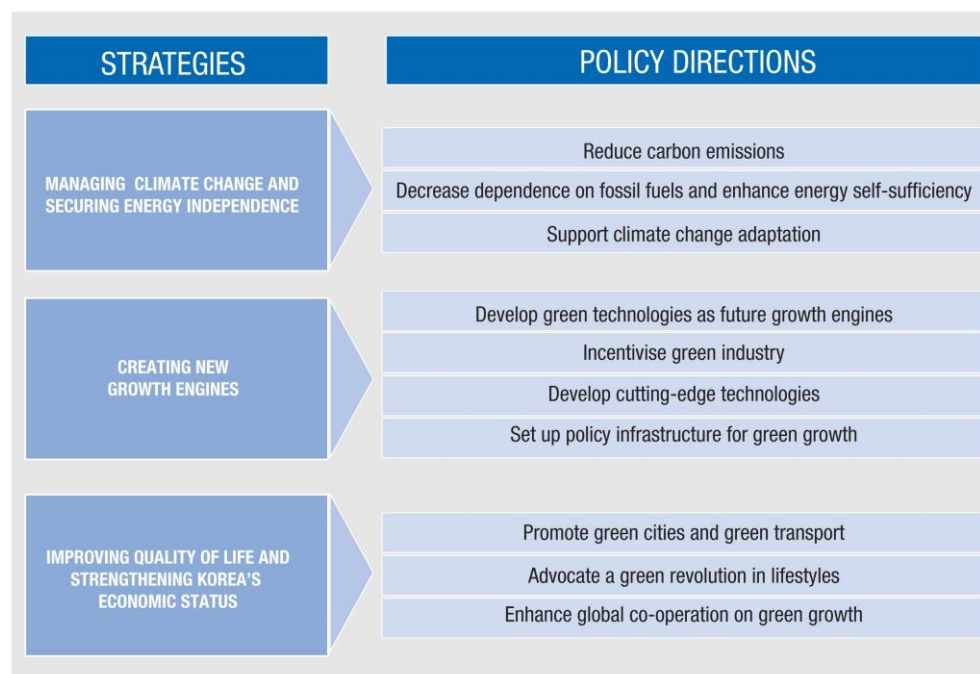 STRATEGIES
POLICY DIRECTIONS
MANAGING CLIMATE CHANGE AND
SECURING ENERGY INDEPENDENCE
Reduce carbon emissions
Decrease dependence on fossil fuels and enhance energy self-sufficiency
Support climate change adaptation
CREATING NEW
GROWTH ENGINES
Develop green technologies as future growth engines
Incentivise green industry
Develop cutting-edge technologies
Set up policy infrastructure for green growth
IMPROVING QUALITY OF LIFE AND
STRENGTHENING KOREA'S
ECONOMIC STATUS
Promote green cities and green transport
Advocate a green revolution in lifestyles
Enhance global co-operation on green growth